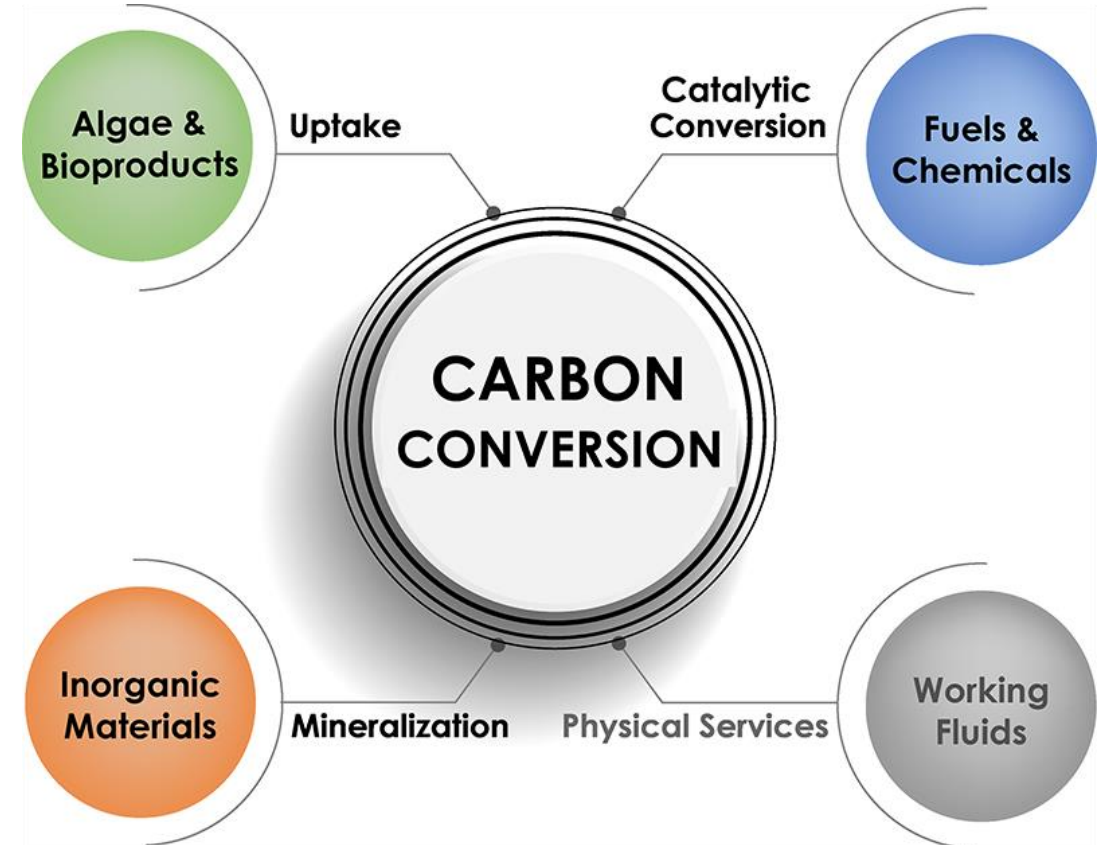 Algae &
Bioproducts
Uptake
Catalytic
Conversion
Fuels &
Chemicals
CARBON
CONVERSION
Inorganic
Materials
Mineralization
Physical Services
Working
Fluids